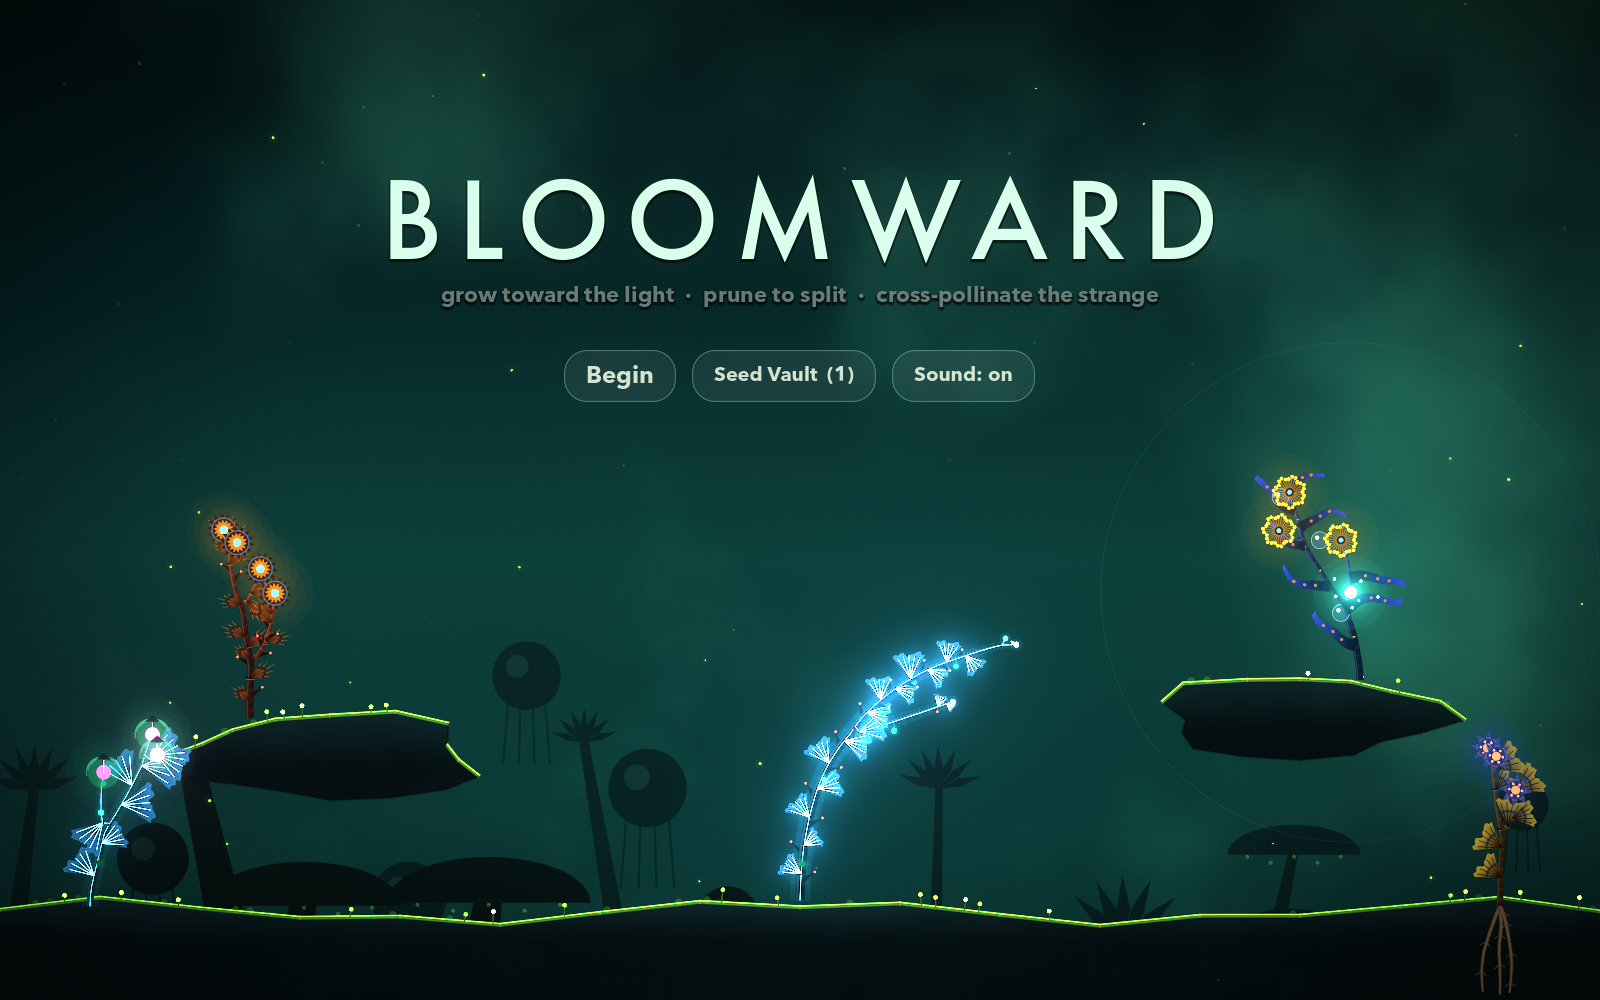 BLOOMWARD
grow toward the light · prune to split · cross-pollinate the strange
Begin
Seed Vault (1)
Sound: on